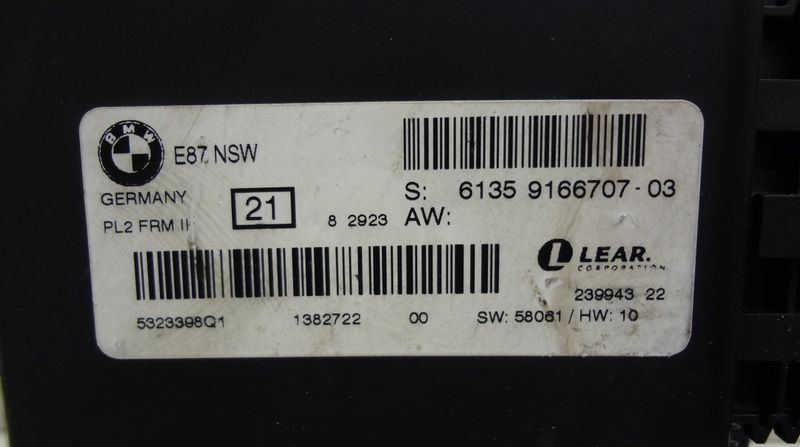 BMW
E87 NSW
GERMANY
PL2 FRM II
21
8 2923
S: 6135 9166707-03
AW:
LEAR.
CORPORATION
239943 22
5323398Q1 1382722 00 SW: 58061 / HW: 10